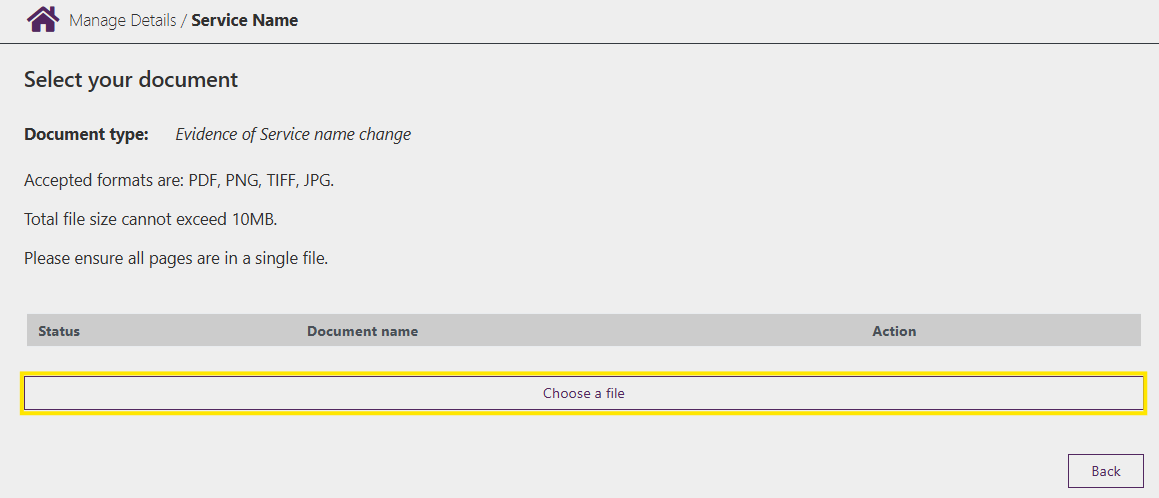 Manage Details / Service Name
Select your document
Document type: Evidence of Service name change
Accepted formats are: PDF, PNG, TIFF, JPG.
Total file size cannot exceed 10MB.
Please ensure all pages are in a single file.
Status Document name Action
Choose a file
Back